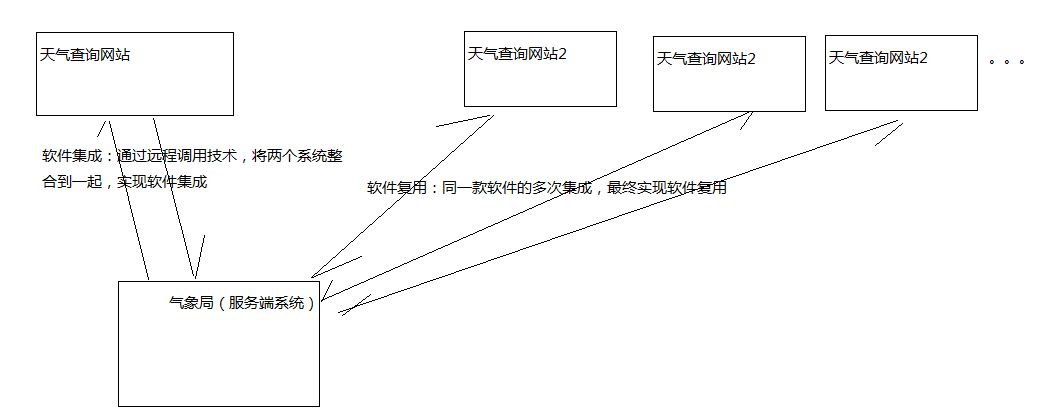 天气查询网站
天气查询网站2
天气查询网站2
天气查询网站2
。。。
软件集成：通过远程调用技术，将两个系统整
合到一起，实现软件集成
软件复用：同一款软件的多次集成，最终实现软件复用
气象局（服务端系统）